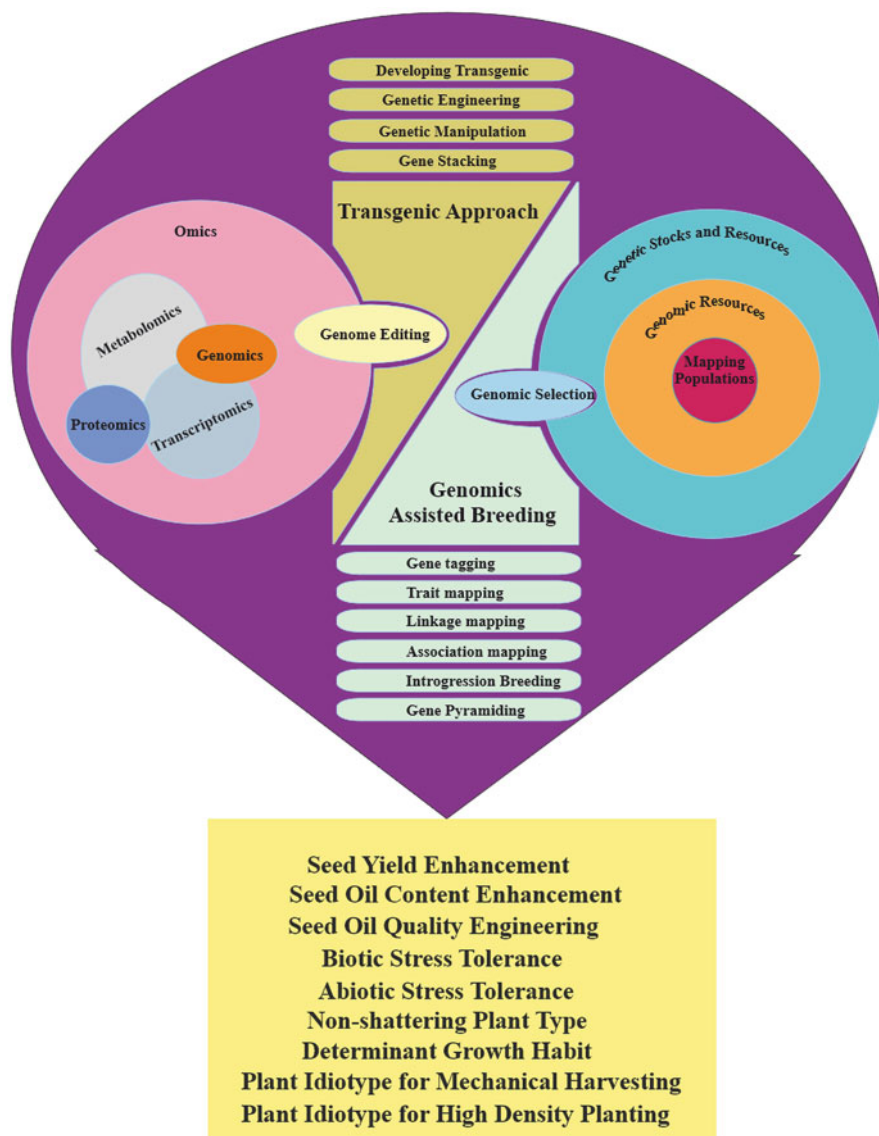 Developing Transgenic
Genetic Engineering
Genetic Manipulation
Gene Stacking
Transgenic Approach
Omics
Metabolomics
Genomics
Proteomics
Transcriptomics
Genome Editing
Genetic Stocks and Resources
Genomic Resources
Mapping
Populations
Genomic Selection
Genomics
Assisted Breeding
Gene tagging
Trait mapping
Linkage mapping
Association mapping
Introgression Breeding
Gene Pyramiding
Seed Yield Enhancement
Seed Oil Content Enhancement
Seed Oil Quality Engineering
Biotic Stress Tolerance
Abiotic Stress Tolerance
Non-shattering Plant Type
Determinant Growth Habit
Plant Idiotype for Mechanical Harvesting
Plant Idiotype for High Density Planting